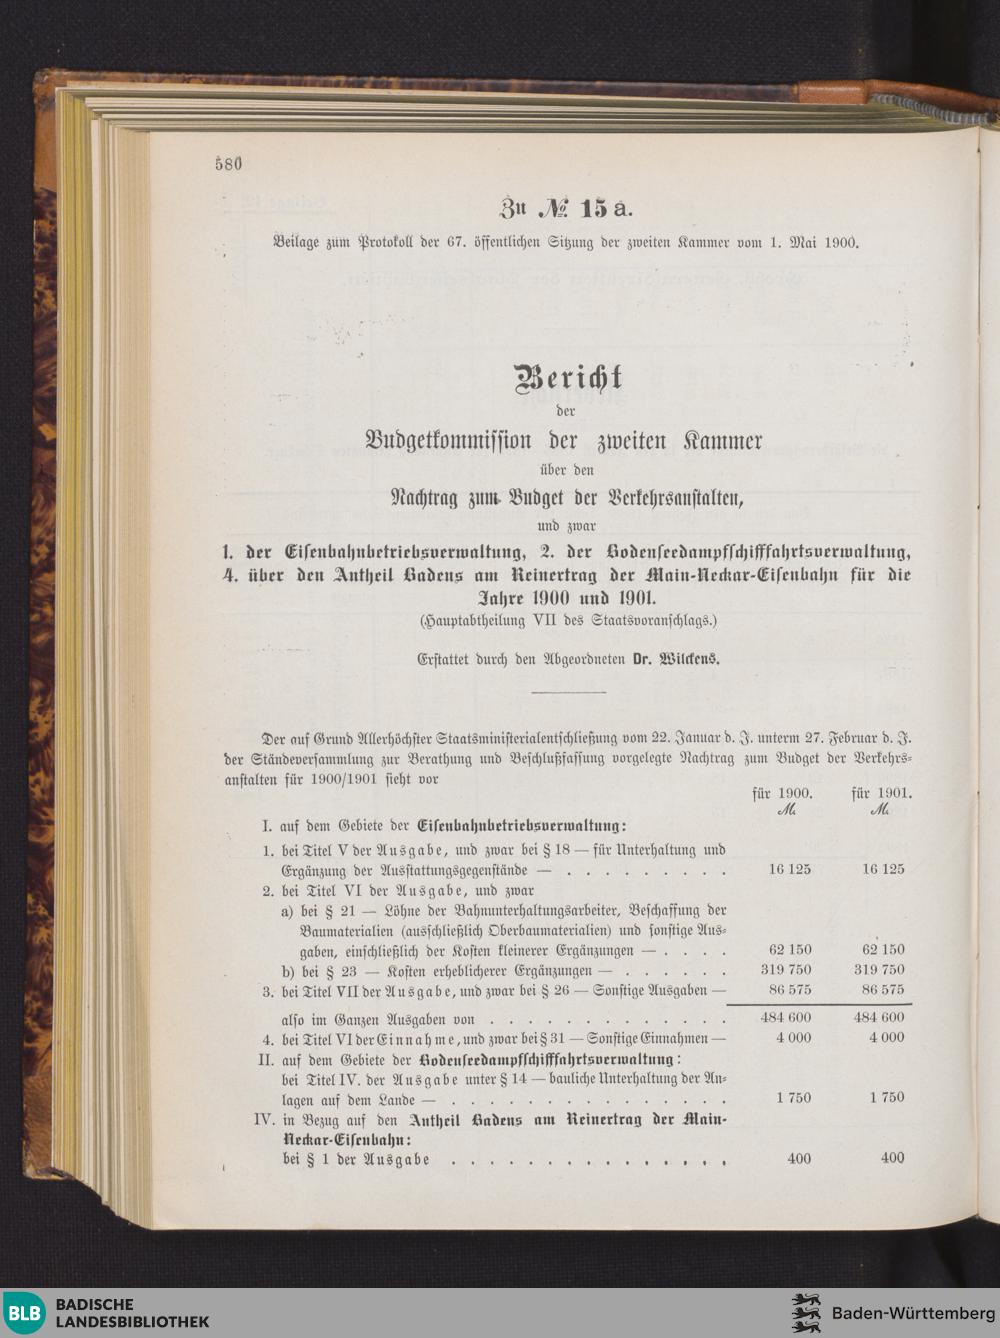 580
Zu № 15a.
Beilage zum Protokoll der 67. öffentlichen Sitzung der zweiten Kammer vom 1. Mai 1900.
Bericht
der
Budgetkommission der zweiten Kammer
über den
Nachtrag zum Budget der Verkehrsanstalten,
und zwar
1. der Eisenbahnbetriebsverwaltung, 2. der Bodenseedampfschifffahrtsverwaltung,
4. über den Antheil Badens am Reinertrag der Main-Neckar-Eisenbahn für die
Jahre 1900 und 1901.
(Hauptabtheilung VII des Staatsvoranschlags.)
Erstattet durch den Abgeordneten Dr. Wilckens.
Der auf Grund Allerhöchster Staatsministerialentschließung vom 22. Januar d. J. unterm 27. Februar d. J.
der Ständeversammlung zur Berathung und Beschlußfassung vorgelegte Nachtrag zum Budget der Verkehrs-
anstalten für 1900/1901 sieht vor
für 1900. für 1901.
M. M.
I. auf dem Gebiete der Eisenbahnbetriebsverwaltung:
1. bei Titel V der Ausgabe, und zwar bei § 18 — für Unterhaltung und
Ergänzung der Ausstattungsgegenstände — . . . . . . . . . 16 125 16 125
2. bei Titel VI der Ausgabe, und zwar
a) bei § 21 — Löhne der Bahnunterhaltungsarbeiter, Beschaffung der
Baumaterialien (ausschließlich Oberbaumaterialien) und sonstige Aus-
gaben, einschließlich der Kosten kleinerer Ergänzungen — . . . . 62 150 62 150
b) bei § 23 — Kosten erheblicherer Ergänzungen — . . . . . . 319 750 319 750
3. bei Titel VII der Ausgabe, und zwar bei § 26 — Sonstige Ausgaben — 86 575 86 575
also im Ganzen Ausgaben von . . . . . . . . . . . . . 484 600 484 600
4. bei Titel VI der Einnahme, und zwar bei § 31 — Sonstige Einnahmen — 4 000 4 000
II. auf dem Gebiete der Bodenseedampfschifffahrtsverwaltung:
bei Titel IV. der Ausgabe unter § 14 — bauliche Unterhaltung der An-
lagen auf dem Lande — . . . . . . . . . . . . . . . 1 750 1 750
IV. in Bezug auf den Antheil Badens am Reinertrag der Main-
Neckar-Eisenbahn:
bei § 1 der Ausgabe . . . . . . . . . . . . . . . 400 400
BLB BADISCHE
LANDESBIBLIOTHEK
Baden-Württemberg